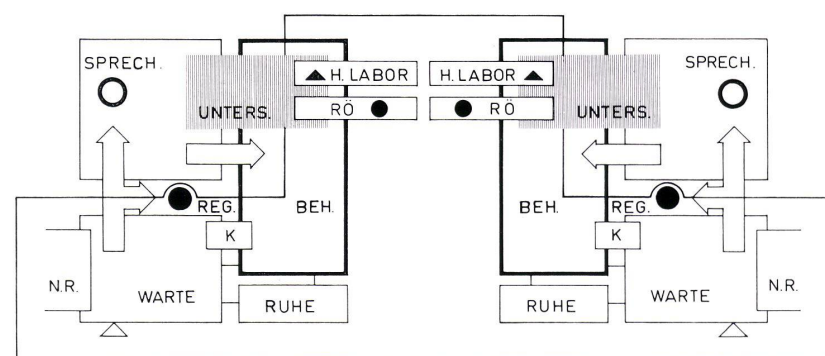 SPRECH.
H. LABOR
H. LABOR
SPRECH.
UNTERS.
RÖ
RÖ
UNTERS.
REG.
BEH.
BEH.
REG.
K
K
N.R.
WARTE
RUHE
RUHE
WARTE
N.R.